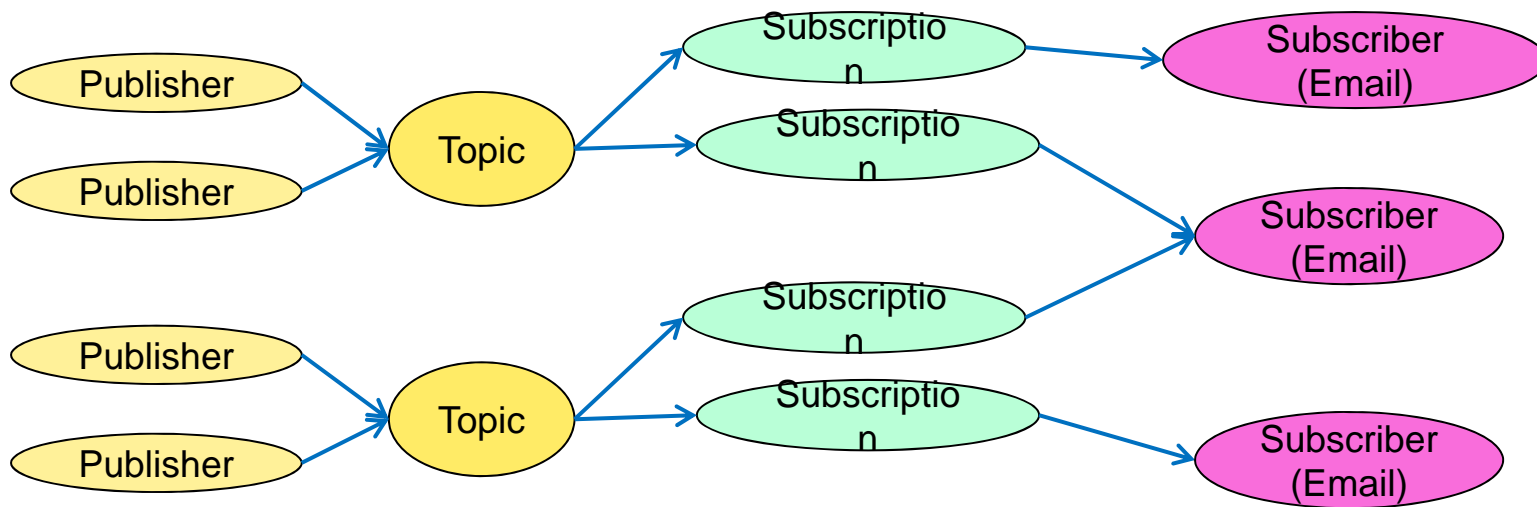 Publisher
Publisher
Topic
Subscriptio
n
Subscriptio
n
Subscriber
(Email)
Subscriber
(Email)
Publisher
Publisher
Topic
Subscriptio
n
Subscriptio
n
Subscriber
(Email)